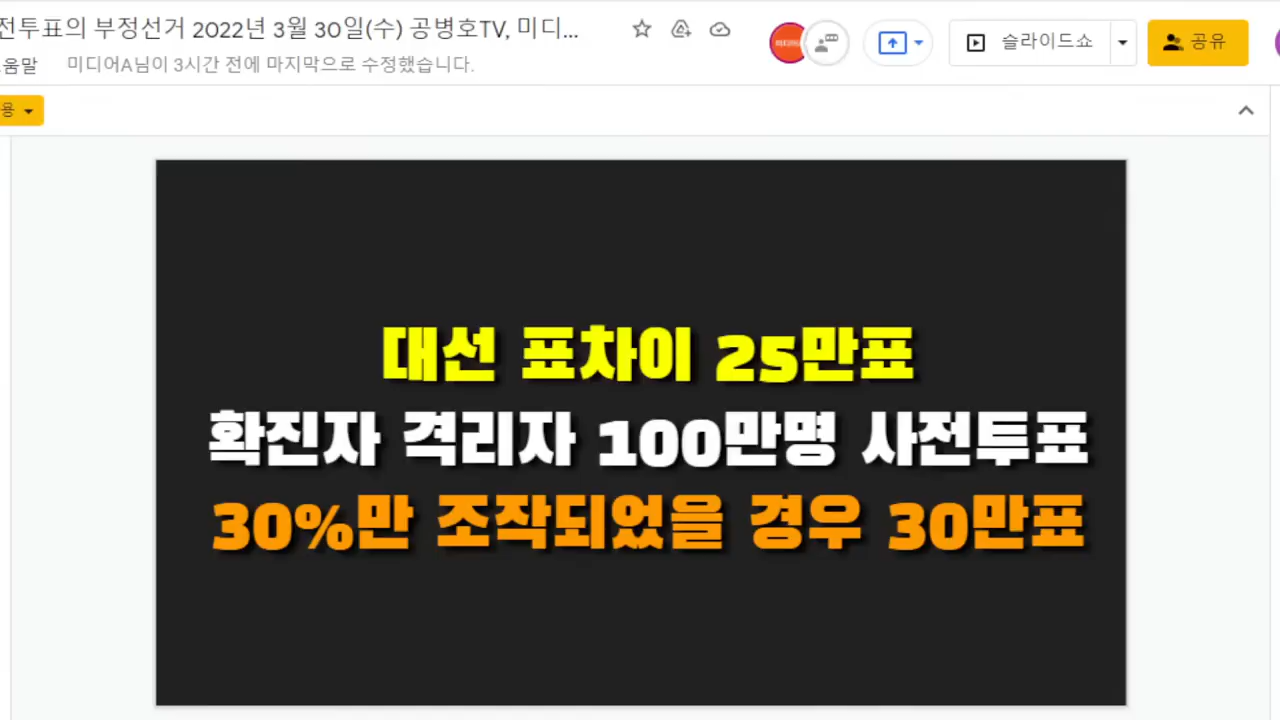 전투표의 부정선거 2022년 3월 30일(수) 공병호TV, 미디...
움말 미디어A님이 3시간 전에 마지막으로 수정했습니다.
슬라이드쇼
공유
용
대선 표차이 25만표
확진자 격리자 100만명 사전투표
30%만 조작되었을 경우 30만표